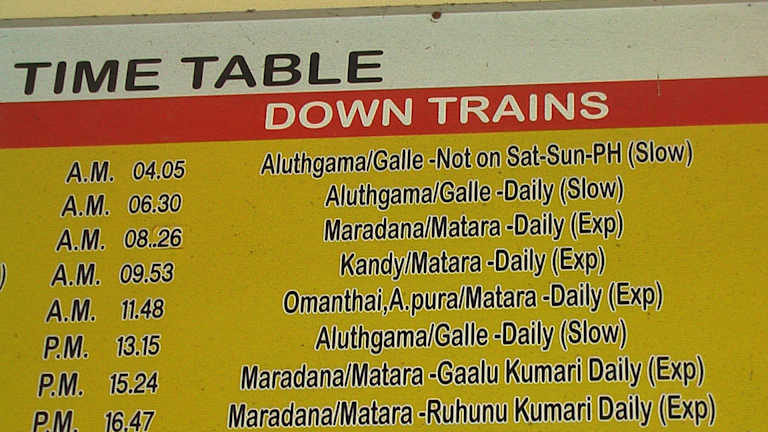 TIME TABLE
DOWN TRAINS
A.M. 04.05 Aluthgama/Galle -Not on Sat-Sun-PH (Slow)
A.M. 06.30 Aluthgama/Galle -Daily (Slow)
A.M. 08..26 Maradana/Matara -Daily (Exp)
) A.M. 09.53 Kandy/Matara -Daily (Exp)
A.M. 11.48 Omanthai,A.pura/Matara -Daily (Exp)
P.M. 13.15 Aluthgama/Galle -Daily (Slow)
P.M. 15.24 Maradana/Matara -Gaalu Kumari Daily (Exp)
P.M. 16.47 Maradana/Matara -Ruhunu Kumari Daily (Exp)